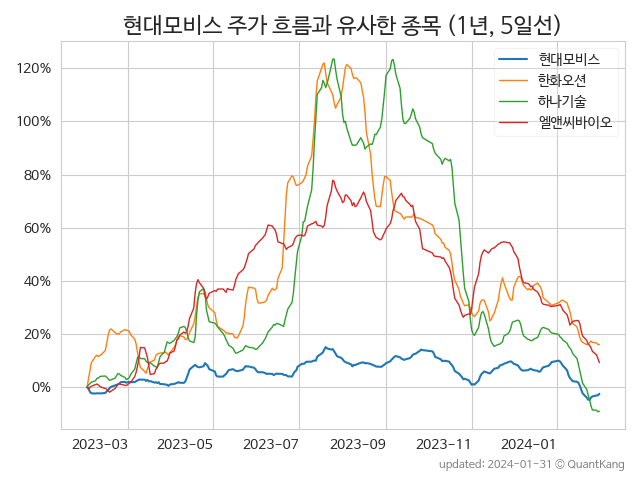 현대모비스 주가 흐름과 유사한 종목 (1년, 5일선)
현대모비스
한화오션
하나기술
엘앤씨바이오
120%
100%
80%
60%
40%
20%
0%
2023-03 2023-05 2023-07 2023-09 2023-11 2024-01
updated: 2024-01-31 © QuantKang